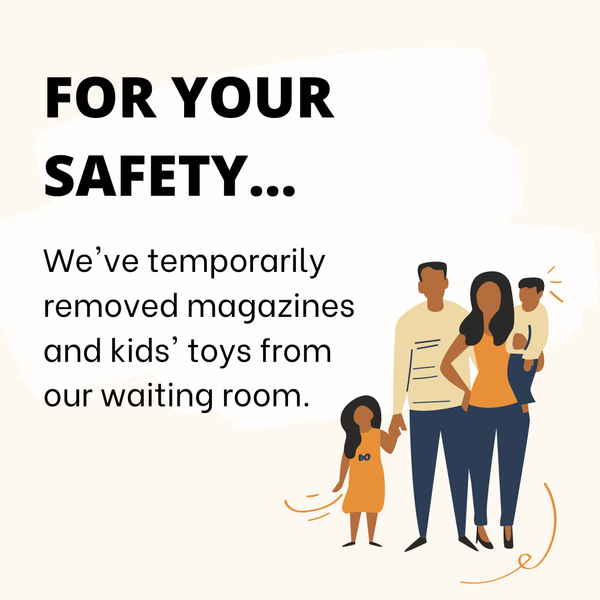 FOR YOUR
SAFETY...
We've temporarily
removed magazines
and kids' toys from
our waiting room.